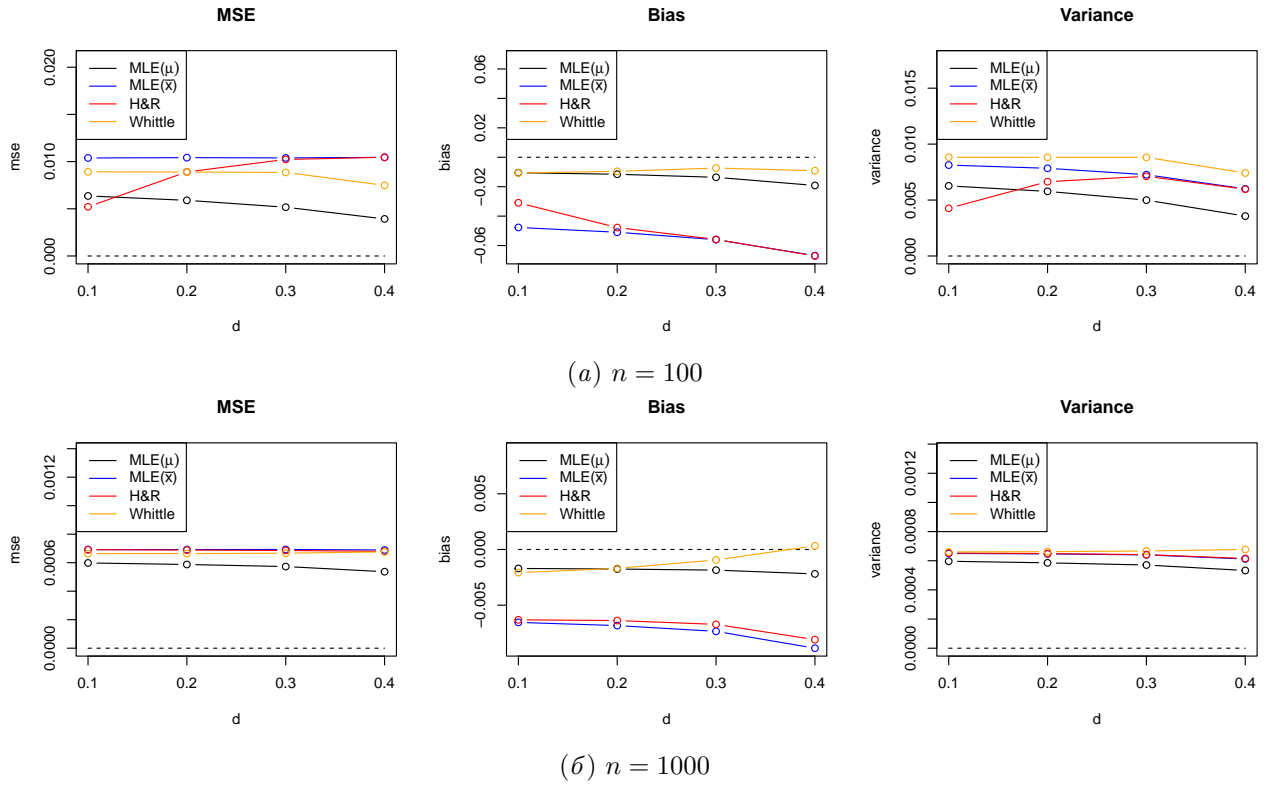 MSE
mse
0.000
0.010
0.020
MLE(μ)
MLE(x̅)
H&R
Whittle
0.1
0.2
0.3
0.4
d
Bias
bias
−0.06
−0.02
0.02
0.06
MLE(μ)
MLE(x̅)
H&R
Whittle
0.1
0.2
0.3
0.4
d
Variance
variance
0.000
0.005
0.010
0.015
MLE(μ)
MLE(x̅)
H&R
Whittle
0.1
0.2
0.3
0.4
d
(а) n = 100
MSE
mse
0.0000
0.0006
0.0012
MLE(μ)
MLE(x̅)
H&R
Whittle
0.1
0.2
0.3
0.4
d
Bias
bias
−0.005
0.000
0.005
MLE(μ)
MLE(x̅)
H&R
Whittle
0.1
0.2
0.3
0.4
d
Variance
variance
0.0000
0.0004
0.0008
0.0012
MLE(μ)
MLE(x̅)
H&R
Whittle
0.1
0.2
0.3
0.4
d
(б) n = 1000